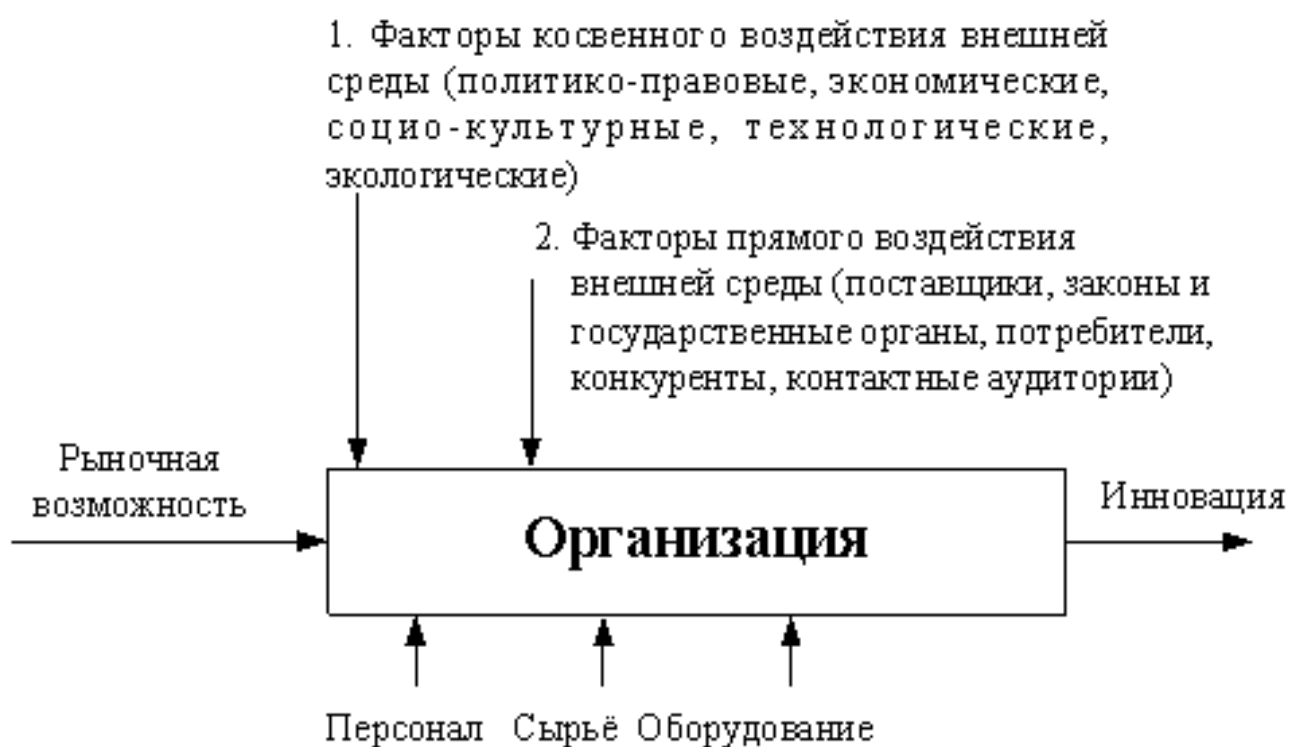 1. Факторы косвенного воздействия внешней
среды (политико-правовые, экономические,
социо-культурные, технологические,
экологические)
2. Факторы прямого воздействия
внешней среды (поставщики, законы и
государственные органы, потребители,
конкуренты, контактные аудитории)
Рыночная
возможность
Организация
Инновация
Персонал Сырьё Оборудование